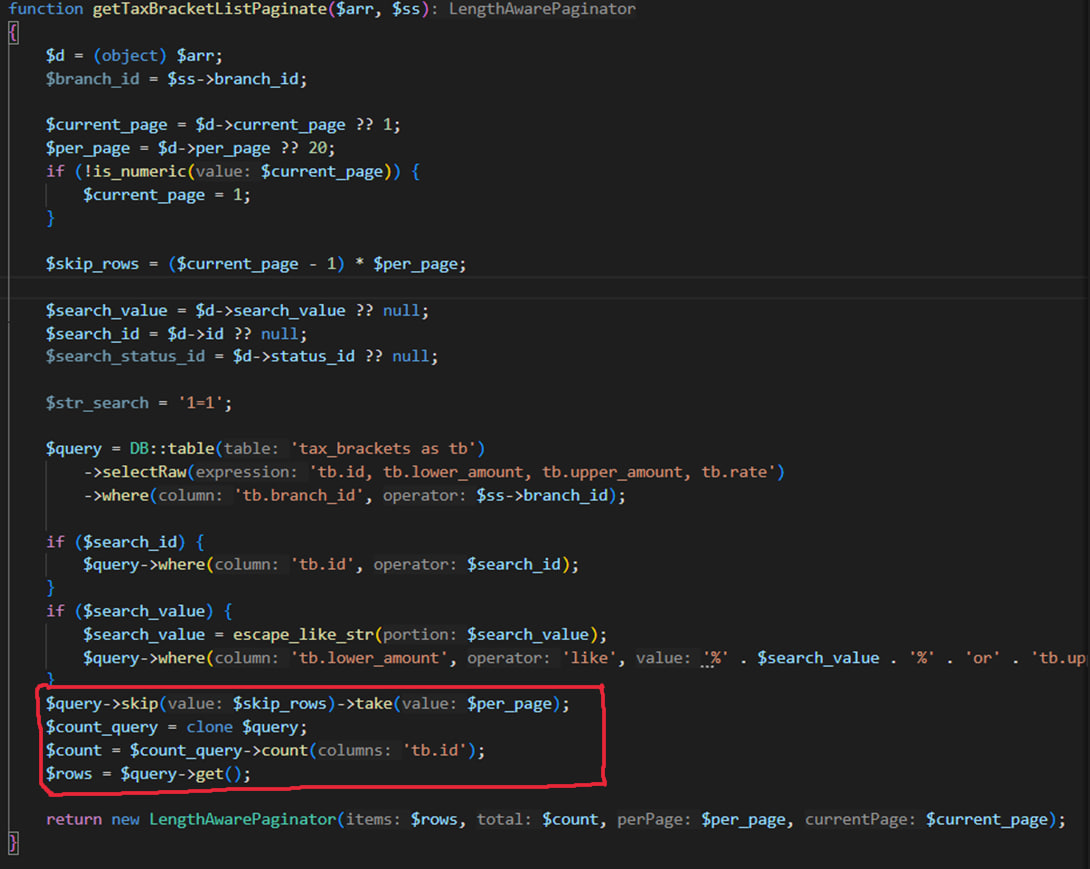 function getTaxBracketListPaginate($arr, $ss): LengthAwarePaginator
{
$d = (object) $arr;
$branch_id = $ss->branch_id;
$current_page = $d->current_page ?? 1;
$per_page = $d->per_page ?? 20;
if (!is_numeric(value: $current_page)) {
$current_page = 1;
}
$skip_rows = ($current_page - 1) * $per_page;
$search_value = $d->search_value ?? null;
$search_id = $d->id ?? null;
$search_status_id = $d->status_id ?? null;
$str_search = '1=1';
$query = DB::table(table: 'tax_brackets as tb')
->selectRaw(expression: 'tb.id, tb.lower_amount, tb.upper_amount, tb.rate')
->where(column: 'tb.branch_id', operator: $ss->branch_id);
if ($search_id) {
$query->where(column: 'tb.id', operator: $search_id);
}
if ($search_value) {
$search_value = escape_like_str(portion: $search_value);
$query->where(column: 'tb.lower_amount', operator: 'like', value: '%' . $search_value . '%' . 'or' . 'tb.up
}
$query->skip(value: $skip_rows)->take(value: $per_page);
$count_query = clone $query;
$count = $count_query->count(columns: 'tb.id');
$rows = $query->get();
return new LengthAwarePaginator(items: $rows, total: $count, perPage: $per_page, currentPage: $current_page);
}